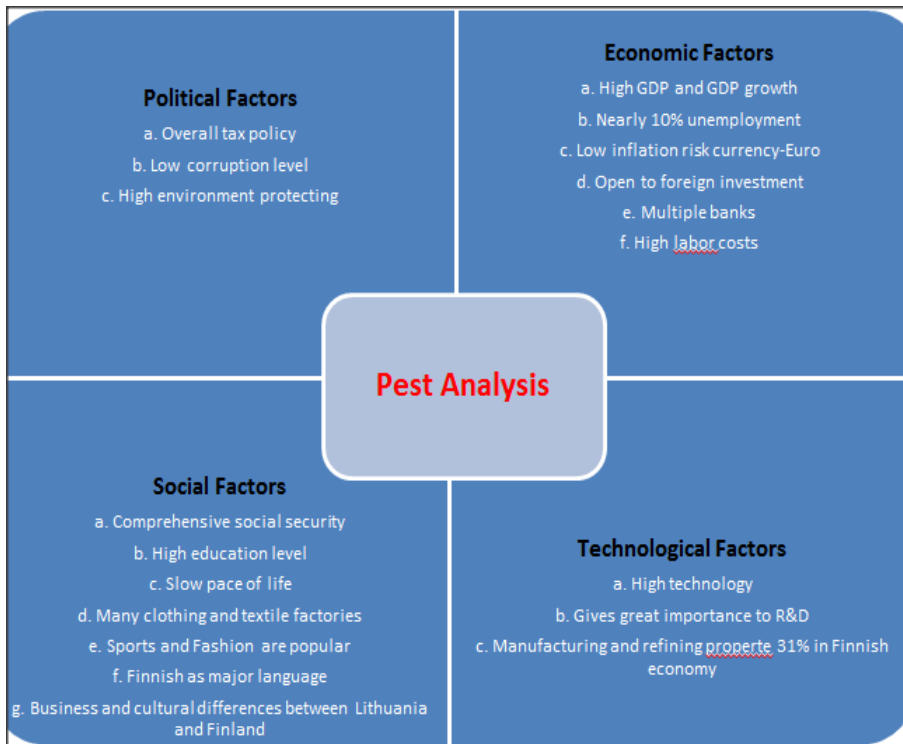 Political Factors
a. Overall tax policy
b. Low corruption level
c. High environment protecting
Economic Factors
a. High GDP and GDP growth
b. Nearly 10% unemployment
c. Low inflation risk currency-Euro
d. Open to foreign investment
e. Multiple banks
f. High labor costs
Pest Analysis
Social Factors
a. Comprehensive social security
b. High education level
c. Slow pace of life
d. Many clothing and textile factories
e. Sports and Fashion are popular
f. Finnish as major language
g. Business and cultural differences between Lithuania
and Finland
Technological Factors
a. High technology
b. Gives great importance to R&D
c. Manufacturing and refining properte 31% in Finnish
economy